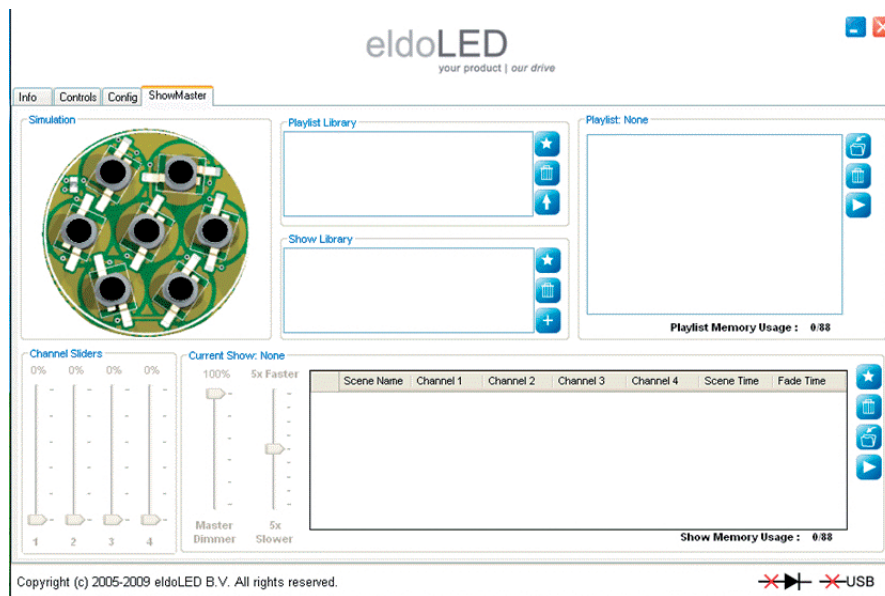 eldoLED
your product | our drive
Info Controls Config ShowMaster
Simulation
Playlist Library
Playlist: None
Show Library
Playlist Memory Usage : 0/88
Channel Sliders
0% 0% 0% 0%
1 2 3 4
Current Show: None
100% 5x Faster
Master Dimmer
5x Slower
Scene Name Channel 1 Channel 2 Channel 3 Channel 4 Scene Time Fade Time
Show Memory Usage : 0/88
Copyright (c) 2005-2009 eldoLED B.V. All rights reserved.
USB